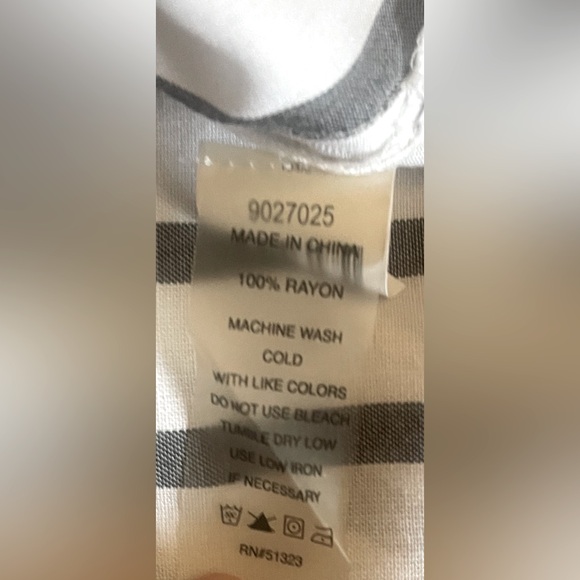 9027025
MADE IN CHINA
100% RAYON
MACHINE WASH
COLD
WITH LIKE COLORS
DO NOT USE BLEACH
TUMBLE DRY LOW
USE LOW IRON
IF NECESSARY
RN#51323